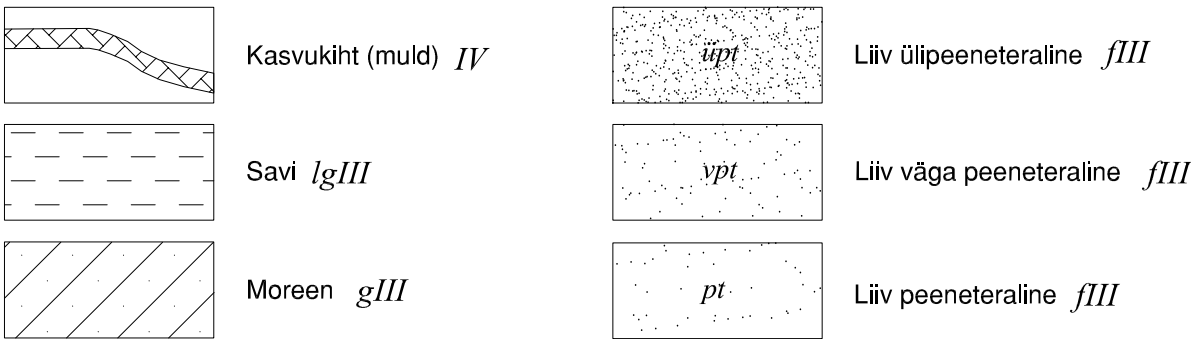 Kasvukiht (muld) IV
Savi lgIII
Moreen gIII
üpt Liiv ülipeeneteraline fIII
vpt Liiv väga peeneteraline fIII
pt Liiv peeneteraline fIII